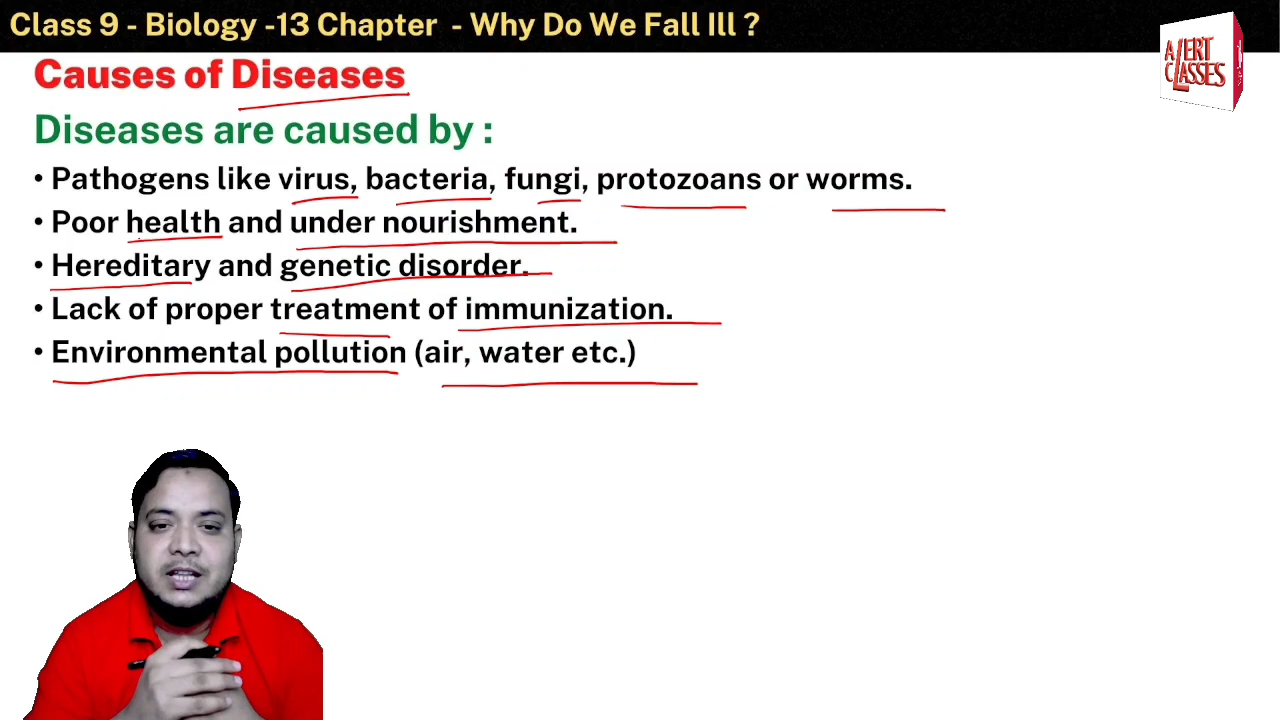 Class 9 - Biology -13 Chapter - Why Do We Fall Ill ?
ALERT
CLASSES
Causes of Diseases
Diseases are caused by :
• Pathogens like virus, bacteria, fungi, protozoans or worms.
• Poor health and under nourishment.
• Hereditary and genetic disorder.
• Lack of proper treatment of immunization.
• Environmental pollution (air, water etc.)